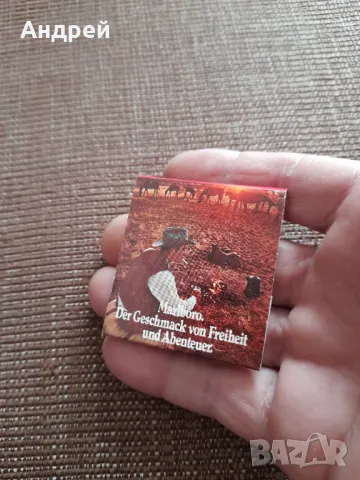 Андрей
Marlboro.
Der Geschmack von Freiheit
und Abenteuer.
BAZAR